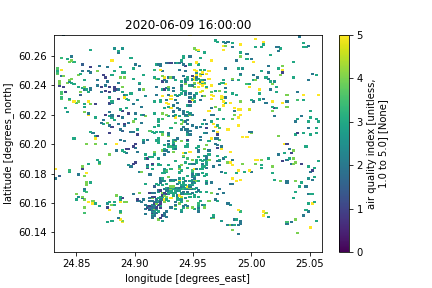 2020-06-09 16:00:00
60.26
60.24
60.22
60.20
60.18
60.16
60.14
latitude [degrees_north]
24.85 24.90 24.95 25.00 25.05
longitude [degrees_east]
5
4
3
2
1
0
air quality index [unitless,
1.0 to 5.0]] [None]